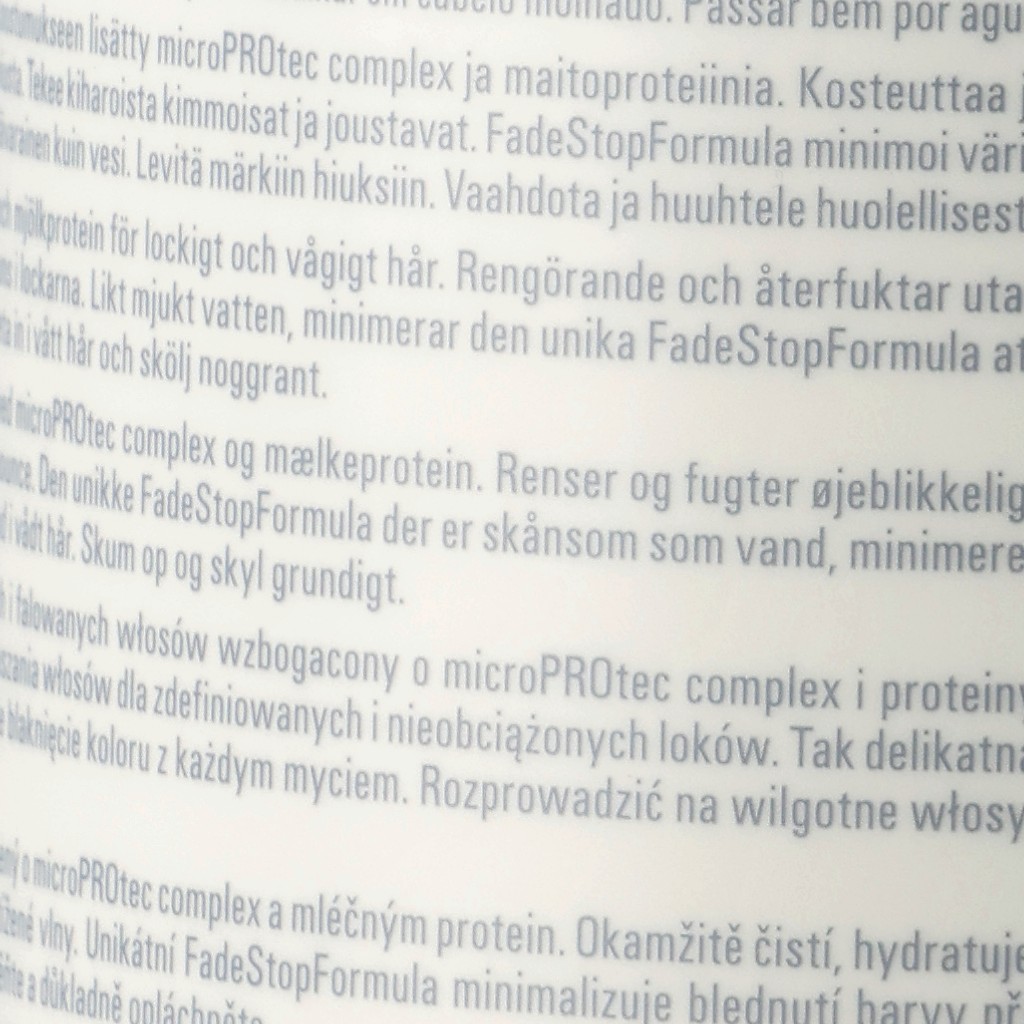 molhado. Passar bem por águ
lisätty microPROtec complex ja maitoproteiinia. Kosteuttaa j
Tekee kiharoista kimmoisat ja joustavat. FadeStopFormula minimoi väri
kuin vesi. Levitä märkiin hiuksiin. Vaahdota ja huuhtele huolellisest
mjölkprotein för lockigt och vågigt hår. Rengörande och återfuktar uta
i lockarna. Likt mjukt vatten, minimerar den unika FadeStopFormula at
in i vått hår och skölj noggrant.
microPROtec complex og mælkeprotein. Renser og fugter øjeblikkelig
Den unikke FadeStopFormula der er skånsom som vand, minimere
i vådt hår. Skum op og skyl grundigt.
i falowanych włosów wzbogacony o microPROtec complex i proteiny
włosów dla zdefiniowanych i nieobciążonych loków. Tak delikatna
blaknięcie koloru z każdym myciem. Rozprowadzić na wilgotne włosy
o microPROtec complex a mléčným protein. Okamžitě čistí, hydratuje
vlny. Unikátní FadeStopFormula minimalizuje blednutí barvy př
a důkladně opláchněte.